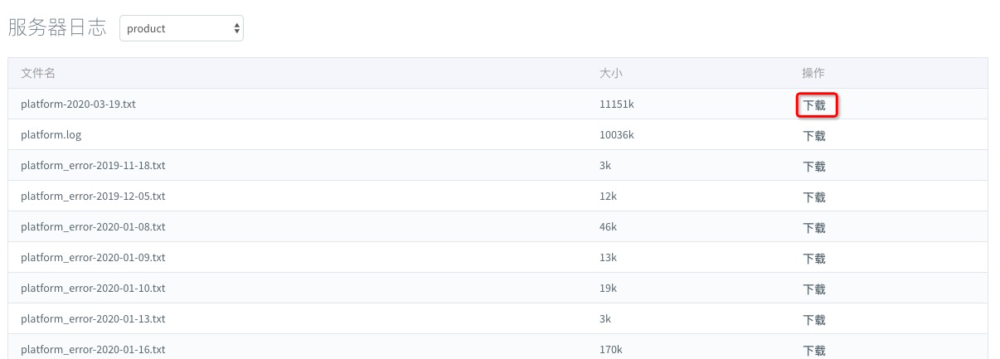 服务器日志 product
文件名 大小 操作
platform-2020-03-19.txt 11151k 下载
platform.log 10036k 下载
platform_error-2019-11-18.txt 3k 下载
platform_error-2019-12-05.txt 12k 下载
platform_error-2020-01-08.txt 46k 下载
platform_error-2020-01-09.txt 13k 下载
platform_error-2020-01-10.txt 19k 下载
platform_error-2020-01-13.txt 3k 下载
platform_error-2020-01-16.txt 170k 下载